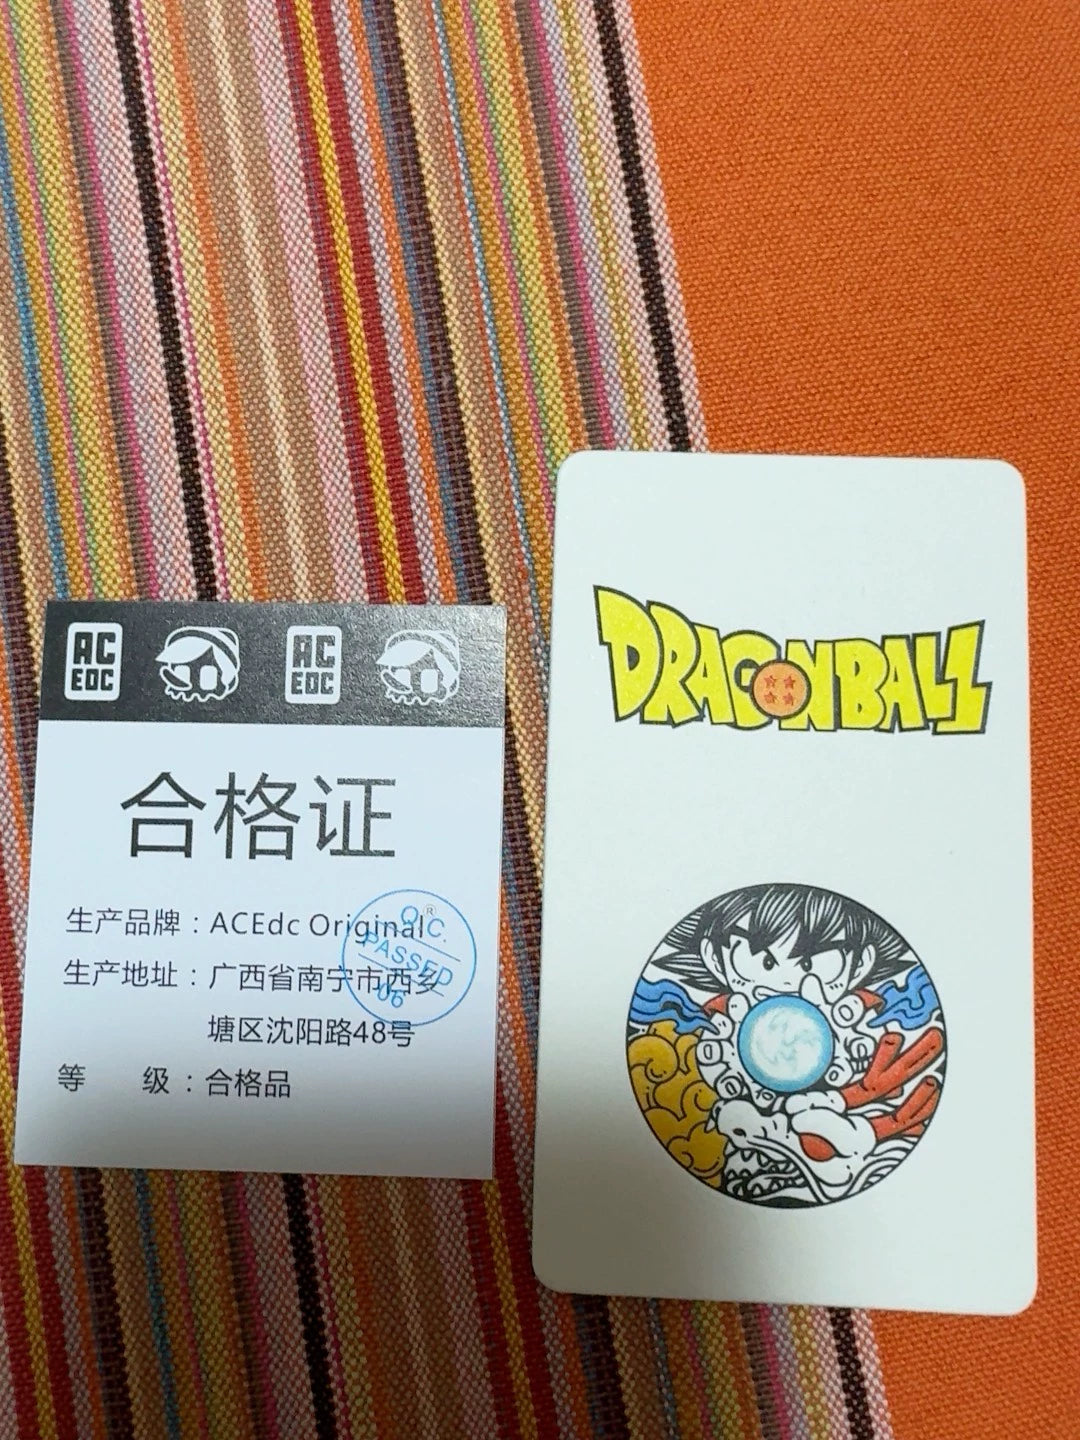 AC
EDC
AC
EDC
合格证
生产品牌：ACEdc Original®
生产地址：广西省南宁市西安
塘区沈阳路48号
等 级：合格品
Q.C.
PASSED
06
DRAGONBALL